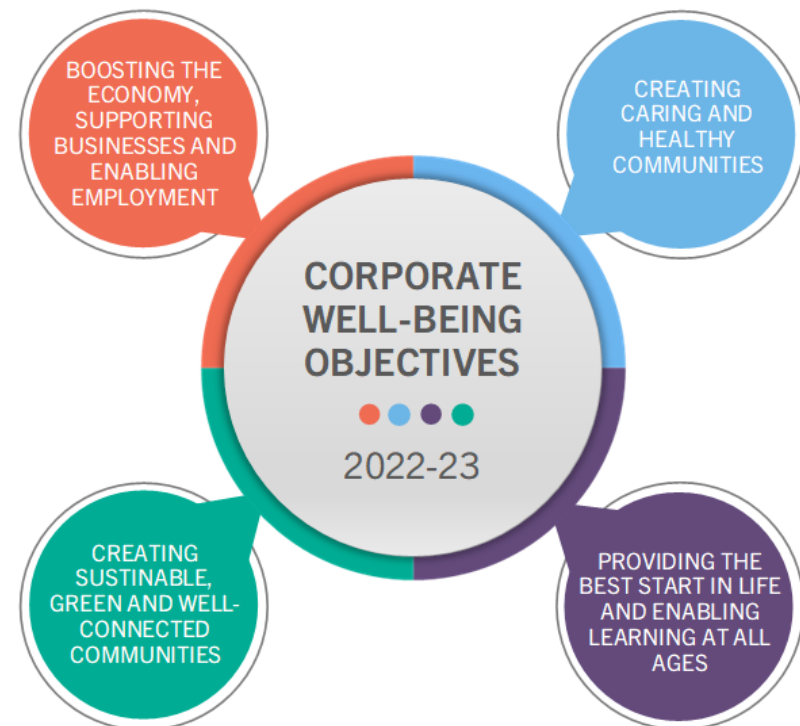 BOOSTING THE
ECONOMY,
SUPPORTING
BUSINESSES AND
ENABLING
EMPLOYMENT
CREATING
CARING AND
HEALTHY
COMMUNITIES
CORPORATE
WELL-BEING
OBJECTIVES
2022-23
CREATING
SUSTINABLE,
GREEN AND WELL-
CONNECTED
COMMUNITIES
PROVIDING THE
BEST START IN LIFE
AND ENABLING
LEARNING AT ALL
AGES